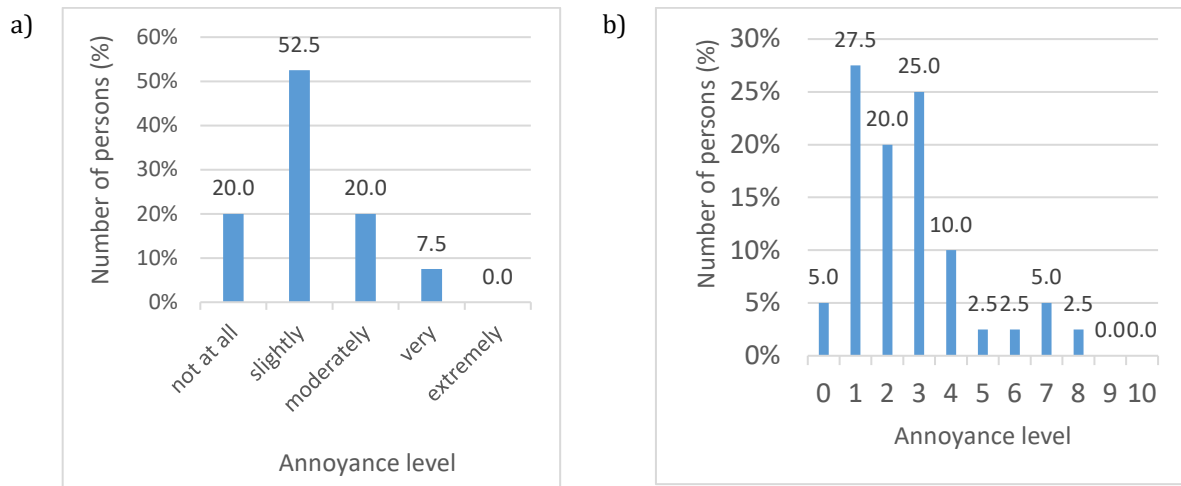 a)
Number of persons (%)
60%
50%
40%
30%
20%
10%
0%
20.0
52.5
20.0
7.5
0.0
not at all
slightly
moderately
very
extremely
Annoyance level
b)
Number of persons (%)
30%
25%
20%
15%
10%
5%
0%
5.0
27.5
20.0
25.0
10.0
2.5
2.5
5.0
2.5
0.0
0.0
0 1 2 3 4 5 6 7 8 9 10
Annoyance level